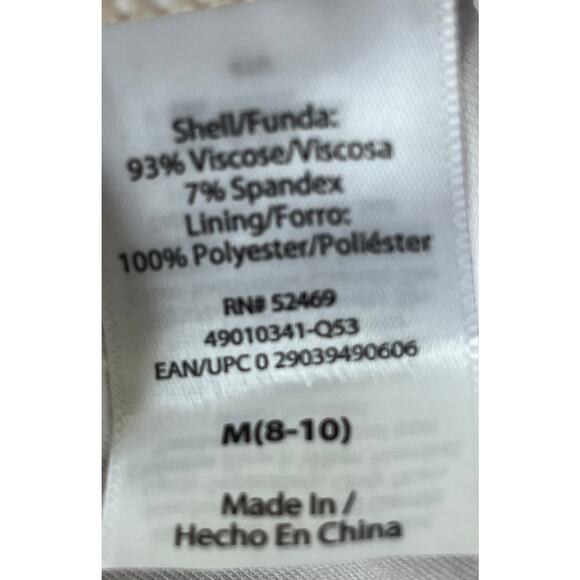 Shell/Funda:
93% Viscose/Viscosa
7% Spandex
Lining/Forro:
100% Polyester/Poliéster
RN# 52469
49010341-Q53
EAN/UPC 0 29039490606
M(8-10)
Made In /
Hecho En China